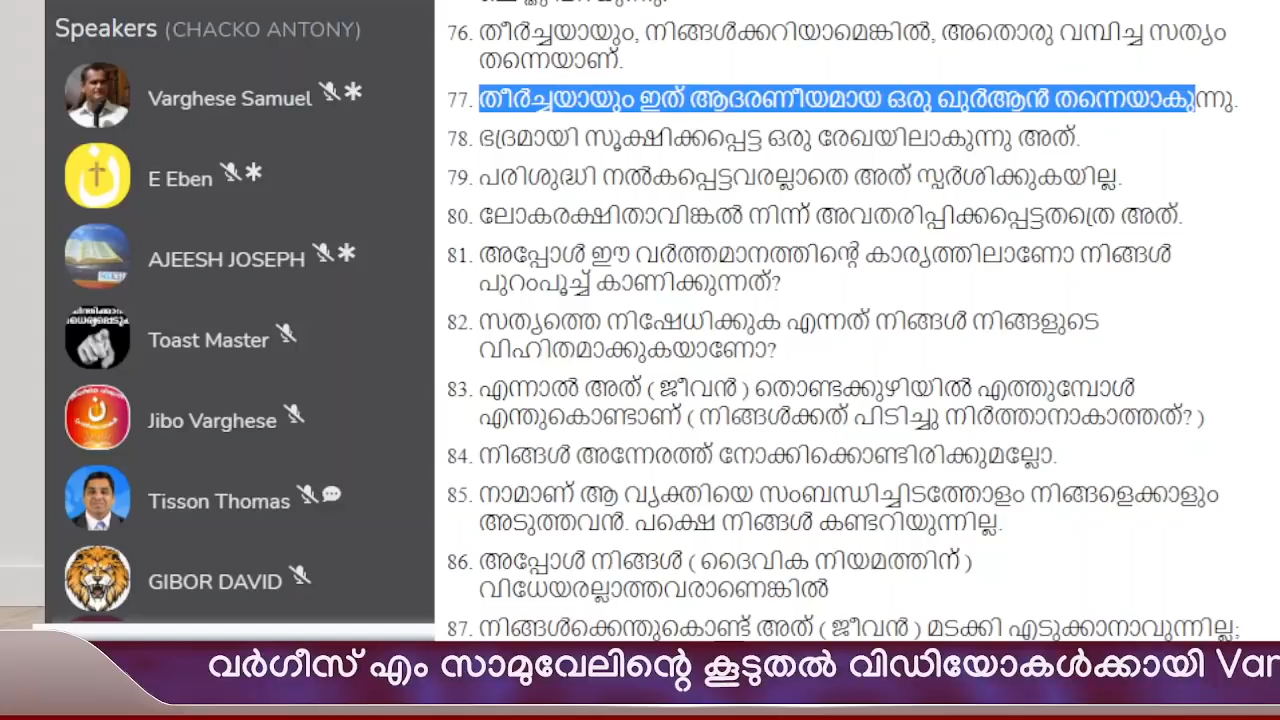 Speakers (CHACKO ANTONY)
Varghese Samuel
E Eben
AJEESH JOSEPH
Toast Master
Jibo Varghese
Tisson Thomas
GIBOR DAVID
76. തീർച്ചയായും, നിങ്ങൾക്കറിയാമെങ്കിൽ, അതൊരു വമ്പിച്ച സത്യം
തന്നെയാണ്.
77. തീർച്ചയായും ഇത് ആദരണീയമായ ഒരു ഖുർആൻ തന്നെയാകുന്നു.
78. ഭദ്രമായി സൂക്ഷിക്കപ്പെട്ട ഒരു രേഖയിലാകുന്നു അത്.
79. പരിശുദ്ധി നൽകപ്പെട്ടവരല്ലാതെ അത് സ്പർശിക്കുകയില്ല.
80. ലോകരക്ഷിതാവിങ്കൽ നിന്ന് അവതരിപ്പിക്കപ്പെട്ടതത്രെ അത്.
81. അപ്പോൾ ഈ വർത്തമാനത്തിന്റെ കാര്യത്തിലാണോ നിങ്ങൾ
പുറംപൂച്ച് കാണിക്കുന്നത്?
82. സത്യത്തെ നിഷേധിക്കുക എന്നത് നിങ്ങൾ നിങ്ങളുടെ
വിഹിതമാക്കുകയാണോ?
83. എന്നാൽ അത് ( ജീവൻ ) തൊണ്ടക്കുഴിയിൽ എത്തുമ്പോൾ
എന്തുകൊണ്ടാണ് ( നിങ്ങൾക്കത് പിടിച്ചു നിർത്താനാകാത്തത്? )
84. നിങ്ങൾ അന്നേരത്ത് നോക്കിക്കൊണ്ടിരിക്കുമല്ലോ.
85. നാമാണ് ആ വ്യക്തിയെ സംബന്ധിച്ചിടത്തോളം നിങ്ങളെക്കാളും
അടുത്തവൻ. പക്ഷെ നിങ്ങൾ കണ്ടറിയുന്നില്ല.
86. അപ്പോൾ നിങ്ങൾ ( ദൈവിക നിയമത്തിന് )
വിധേയരല്ലാത്തവരാണെങ്കിൽ
87. നിങ്ങൾക്കെന്തുകൊണ്ട് അത് ( ജീവൻ ) മടക്കി എടുക്കാനാവുന്നില്ല;
വർഗീസ് എം സാമുവേലിന്റെ കൂടുതൽ വിഡിയോകൾക്കായി Var